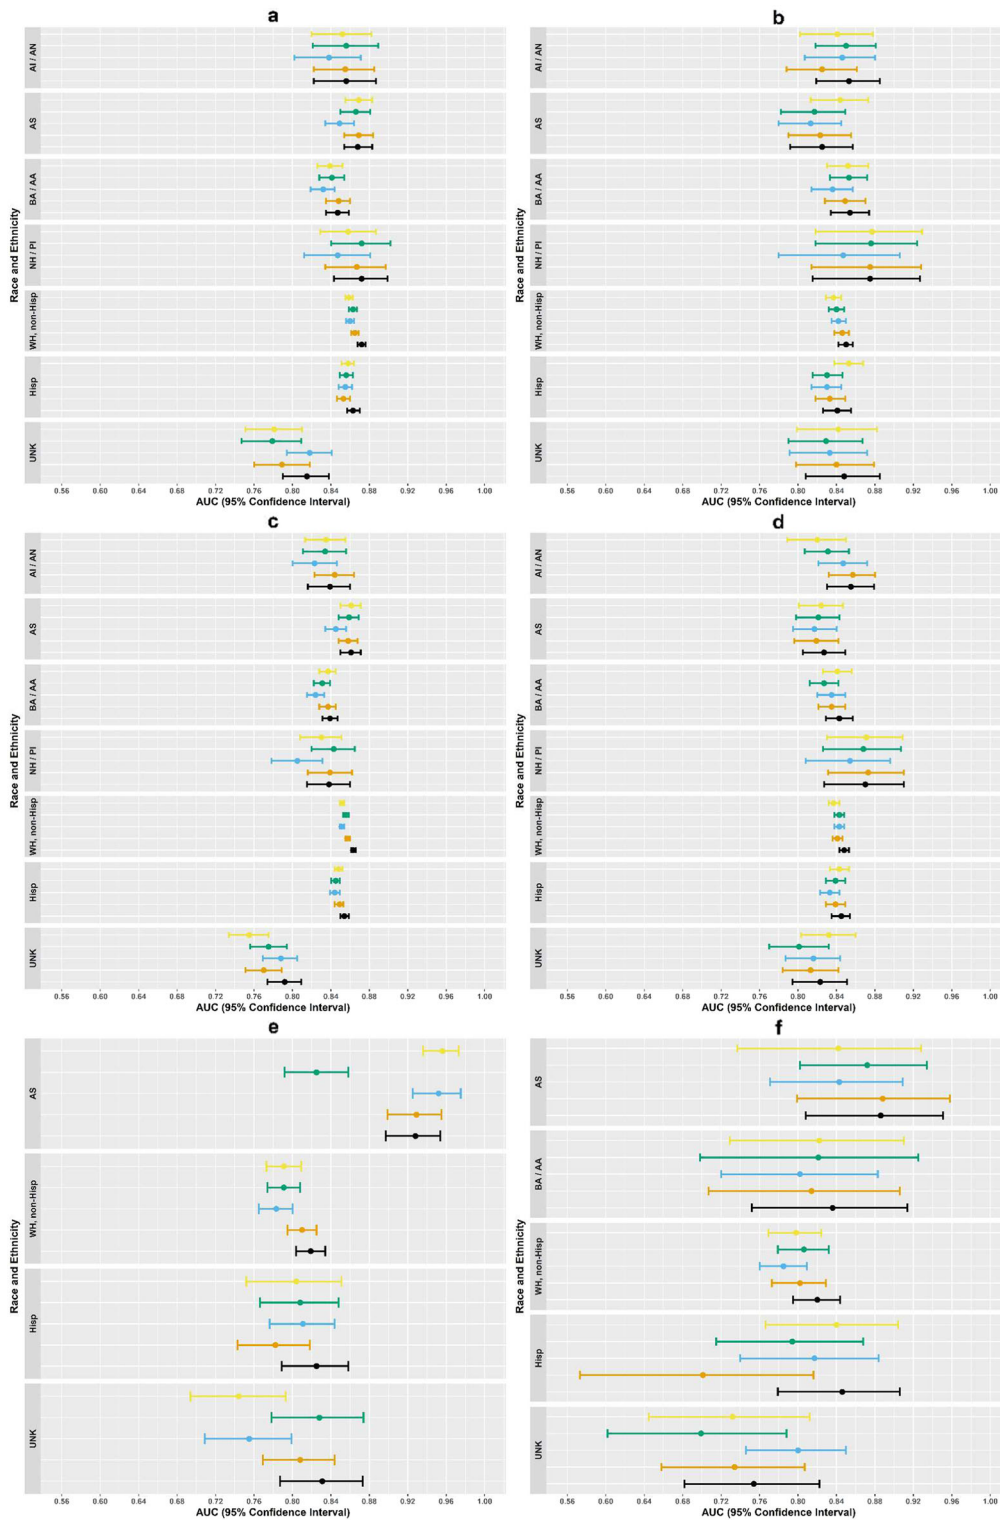 a
Race and Ethnicity
AI / AN
AS
BA / AA
NH / PI
WH, non-Hisp
Hisp
UNK
0.56 0.60 0.64 0.68 0.72 0.76 0.80 0.84 0.88 0.92 0.96 1.00
AUC (95% Confidence Interval)
b
Race and Ethnicity
AI / AN
AS
BA / AA
NH / PI
WH, non-Hisp
Hisp
UNK
0.56 0.60 0.64 0.68 0.72 0.76 0.80 0.84 0.88 0.92 0.96 1.00
AUC (95% Confidence Interval)
c
Race and Ethnicity
AI / AN
AS
BA / AA
NH / PI
WH, non-Hisp
Hisp
UNK
0.56 0.60 0.64 0.68 0.72 0.76 0.80 0.84 0.88 0.92 0.96 1.00
AUC (95% Confidence Interval)
d
Race and Ethnicity
AI / AN
AS
BA / AA
NH / PI
WH, non-Hisp
Hisp
UNK
0.56 0.60 0.64 0.68 0.72 0.76 0.80 0.84 0.88 0.92 0.96 1.00
AUC (95% Confidence Interval)
e
Race and Ethnicity
AS
WH, non-Hisp
Hisp
UNK
0.56 0.60 0.64 0.68 0.72 0.76 0.80 0.84 0.88 0.92 0.96 1.00
AUC (95% Confidence Interval)
f
Race and Ethnicity
AS
BA / AA
WH, non-Hisp
Hisp
UNK
0.56 0.60 0.64 0.68 0.72 0.76 0.80 0.84 0.88 0.92 0.96 1.00
AUC (95% Confidence Interval)